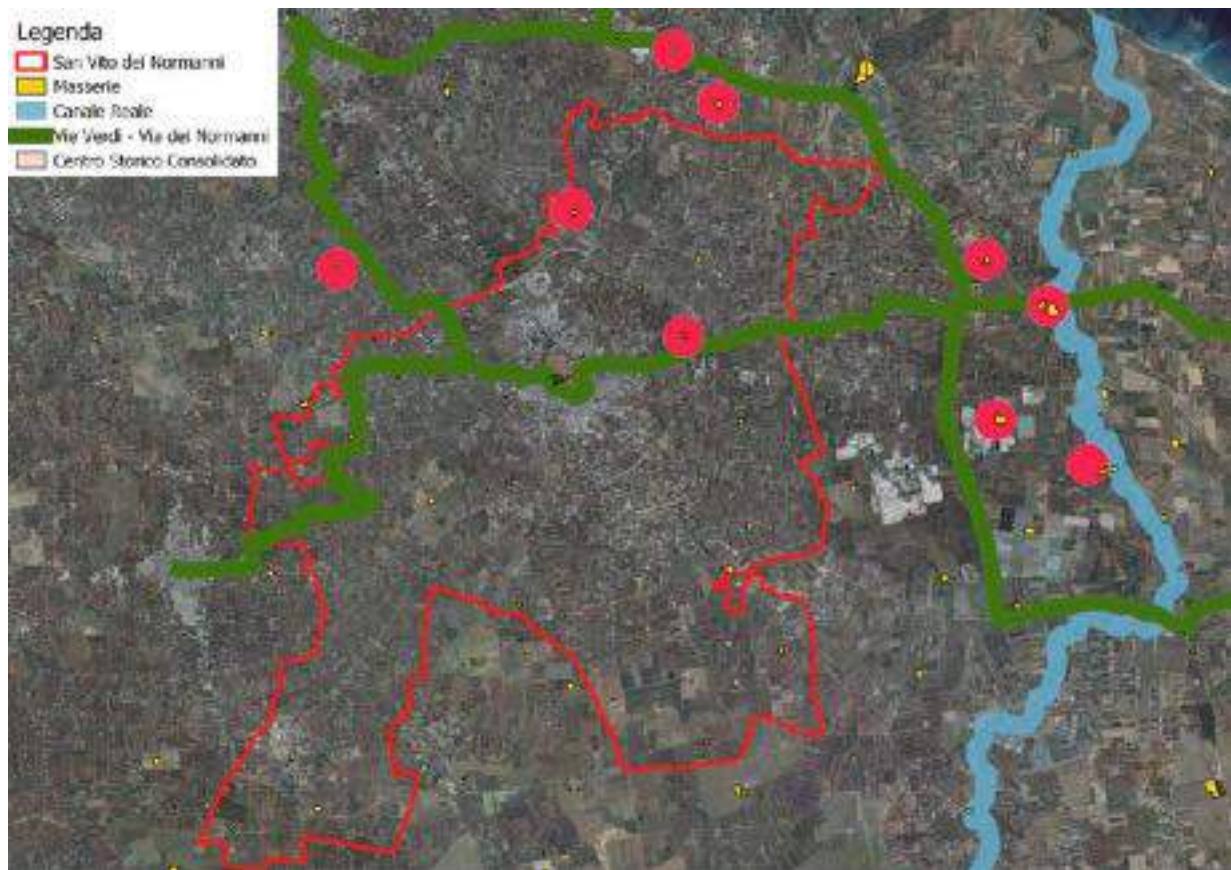 Legenda
San Vito dei Normanni
Masserie
Canale Reale
Vie Verdi - Via dei Normanni
Centro Storico Consolidato